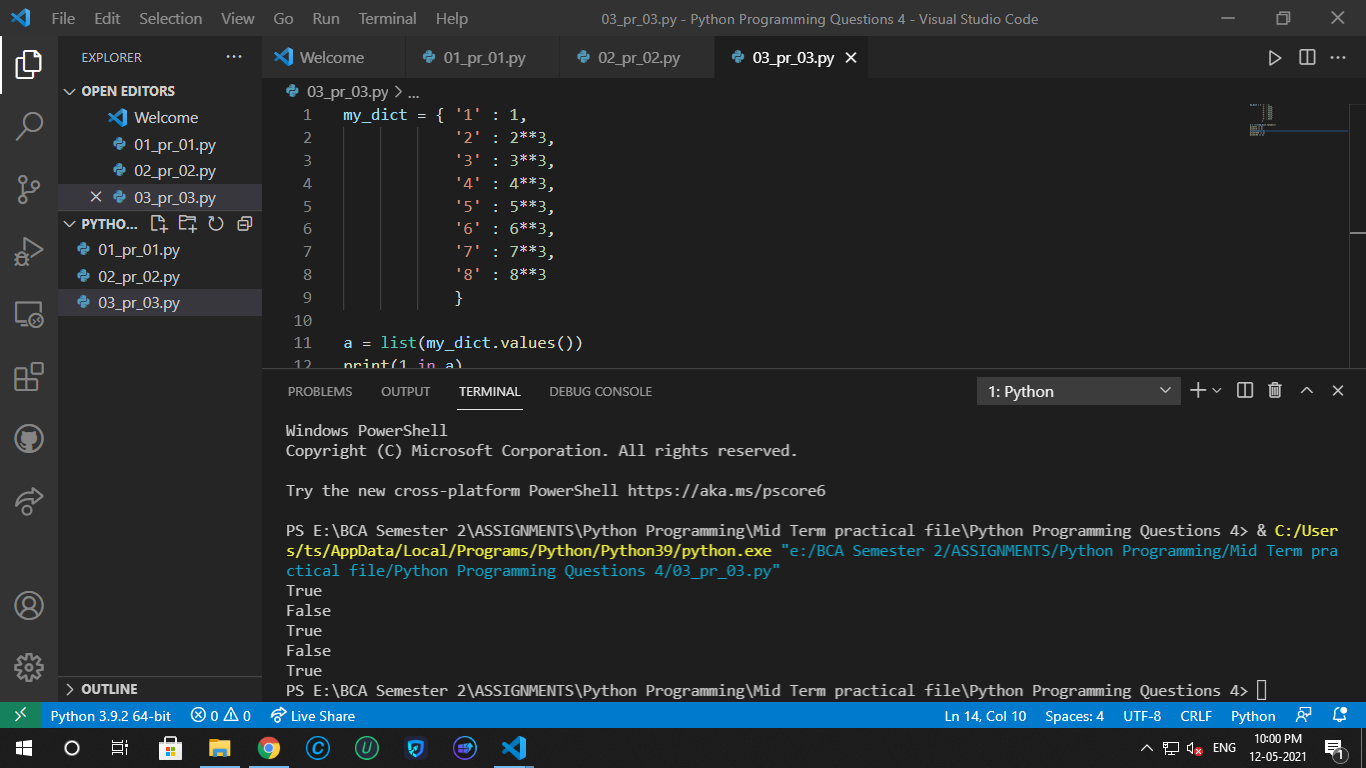 File Edit Selection View Go Run Terminal Help 03_pr_03.py - Python Programming Questions 4 - Visual Studio Code
EXPLORER ···
Welcome 01_pr_01.py 02_pr_02.py 03_pr_03.py
OPEN EDITORS
Welcome
01_pr_01.py
02_pr_02.py
03_pr_03.py
PYTHO...
01_pr_01.py
02_pr_02.py
03_pr_03.py
OUTLINE
03_pr_03.py > ...
1 my_dict = { '1' : 1,
2 '2' : 2**3,
3 '3' : 3**3,
4 '4' : 4**3,
5 '5' : 5**3,
6 '6' : 6**3,
7 '7' : 7**3,
8 '8' : 8**3
9 }
10
11 a = list(my_dict.values())
12 print(1 in a)
PROBLEMS OUTPUT TERMINAL DEBUG CONSOLE 1: Python
Windows PowerShell
Copyright (C) Microsoft Corporation. All rights reserved.
Try the new cross-platform PowerShell https://aka.ms/pscore6
PS E:\BCA Semester 2\ASSIGNMENTS\Python Programming\Mid Term practical file\Python Programming Questions 4> & C:/User
s/ts/AppData/Local/Programs/Python/Python39/python.exe "e:/BCA Semester 2/ASSIGNMENTS/Python Programming/Mid Term pra
ctical file/Python Programming Questions 4/03_pr_03.py"
True
False
True
False
True
PS E:\BCA Semester 2\ASSIGNMENTS\Python Programming\Mid Term practical file\Python Programming Questions 4>
Python 3.9.2 64-bit 0 0 Live Share Ln 14, Col 10 Spaces: 4 UTF-8 CRLF Python
ENG 10:00 PM
12-05-2021
1